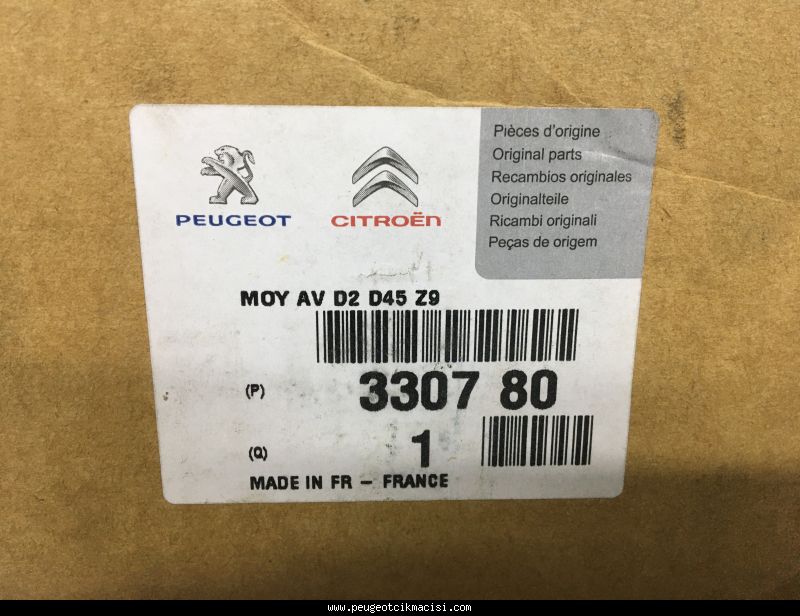 PEUGEOT
CITROËN
Pièces d'origine
Original parts
Recambios originales
Originalteile
Ricambi originali
Peças de origem
MOY AV D2 D45 Z9
(P) 3307 80
(Q) 1
MADE IN FR - FRANCE
www.peugeotcikmacisi.com